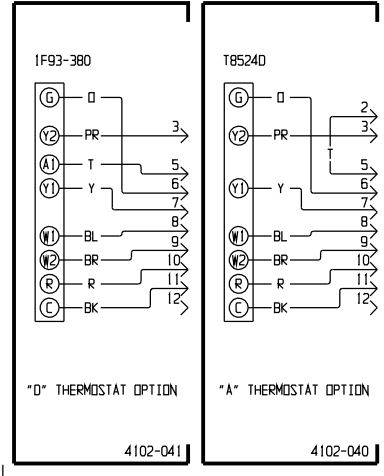 1F93-380
G O
Y2 PR 3
A1 T 5
6
Y1 Y 7
8
W1 BL 9
W2 BR 10
R R 11
C BK 12
"D" THERMOSTAT OPTION
4102-041
T8524D
2
G O 3
Y2 PR
T
5
6
Y1 Y 7
8
W1 BL 9
W2 BR 10
R R 11
C BK 12
"A" THERMOSTAT OPTION
4102-040